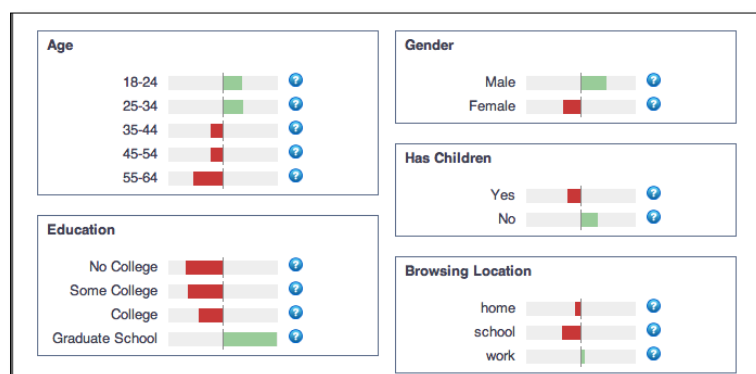 Age
18-24
25-34
35-44
45-54
55-64
Education
No College
Some College
College
Graduate School
Gender
Male
Female
Has Children
Yes
No
Browsing Location
home
school
work